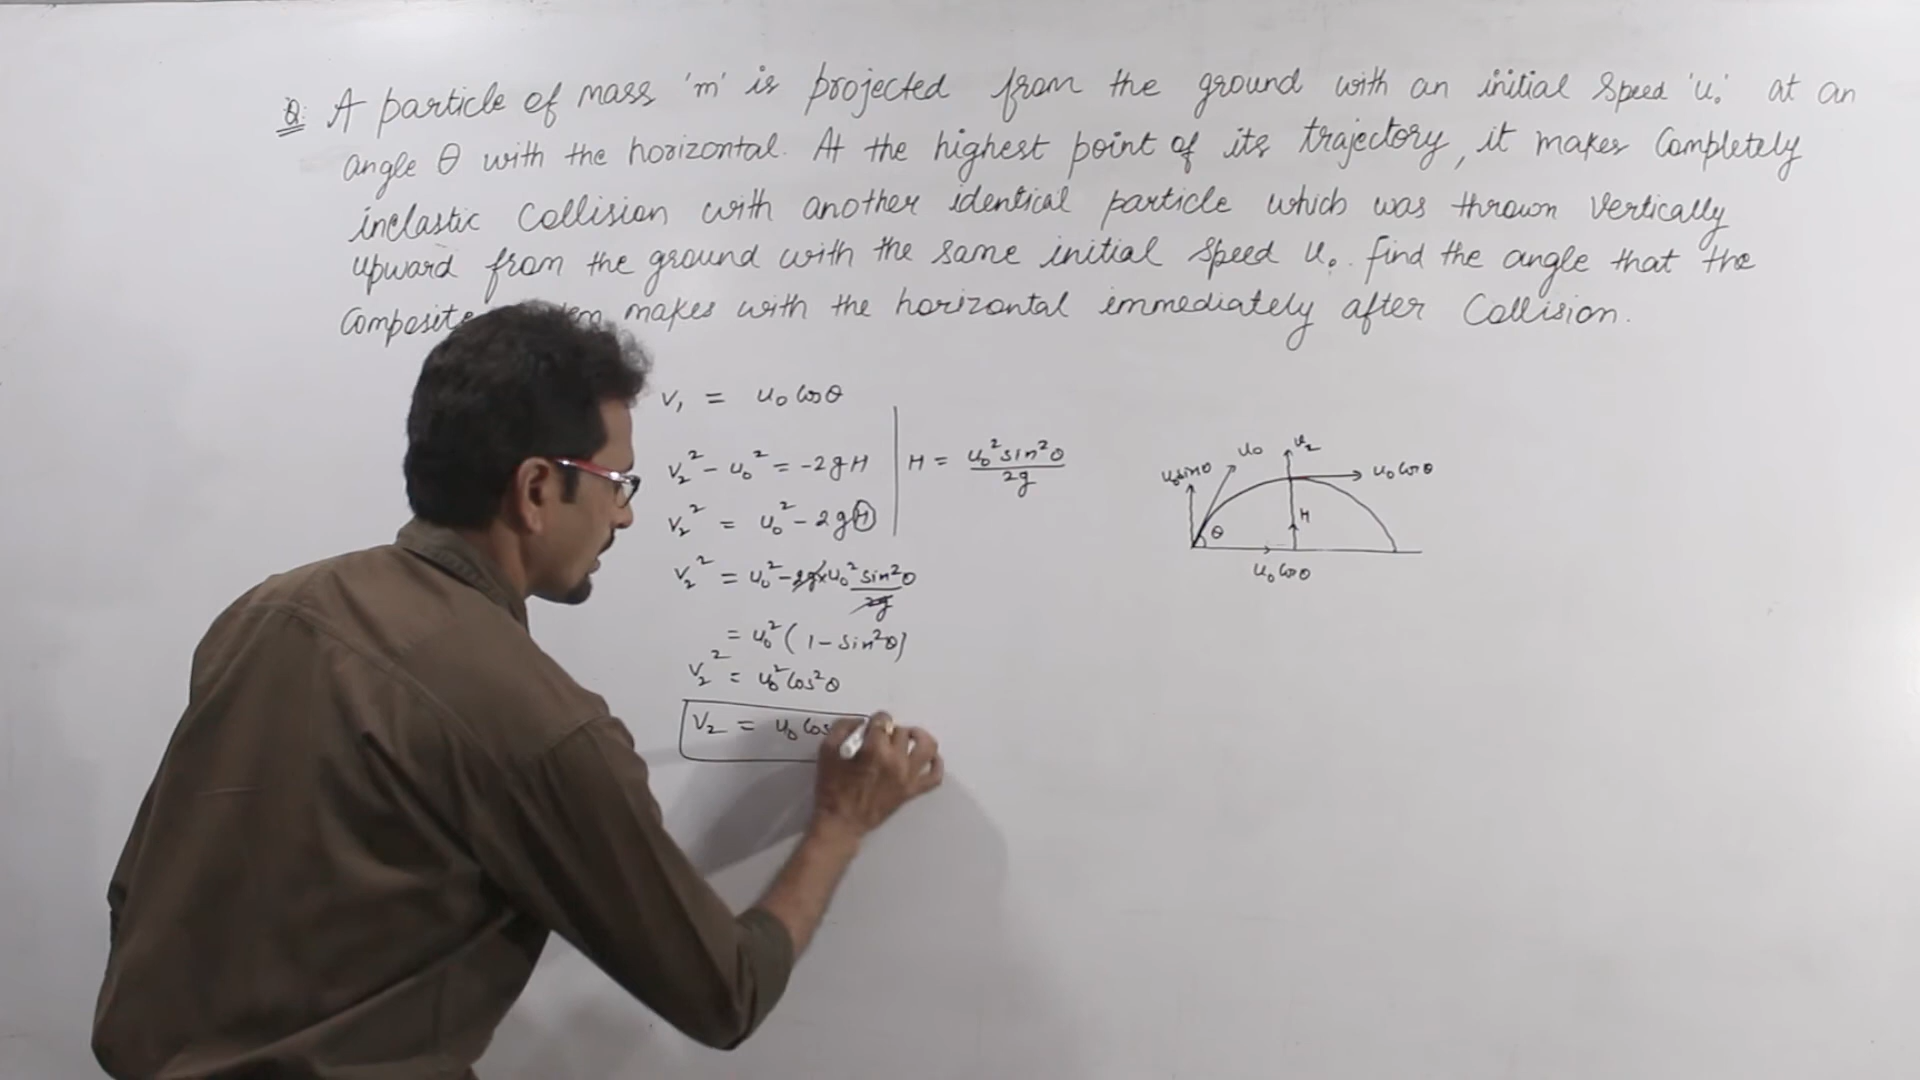 Q: A particle of mass 'm' is projected from the ground with an initial speed 'u₀' at an
angle θ with the horizontal. At the highest point of its trajectory, it makes completely
inelastic collision with another identical particle which was thrown vertically
upward from the ground with the same initial speed u₀. find the angle that the
composite makes with the horizontal immediately after collision.
v₁ = u₀ cos θ
v₂² - u₀² = -2gH
H = u₀² sin²θ / 2g
v₂² = u₀² - 2gH
v₂² = u₀² - 2g × u₀² sin²θ / 2g
= u₀² (1 - sin²θ)
v₂² = u₀² cos²θ
v₂ = u₀ cos
u₀ sinθ
u₀
v₂
u₀ cosθ
H
θ
u₀ cosθ